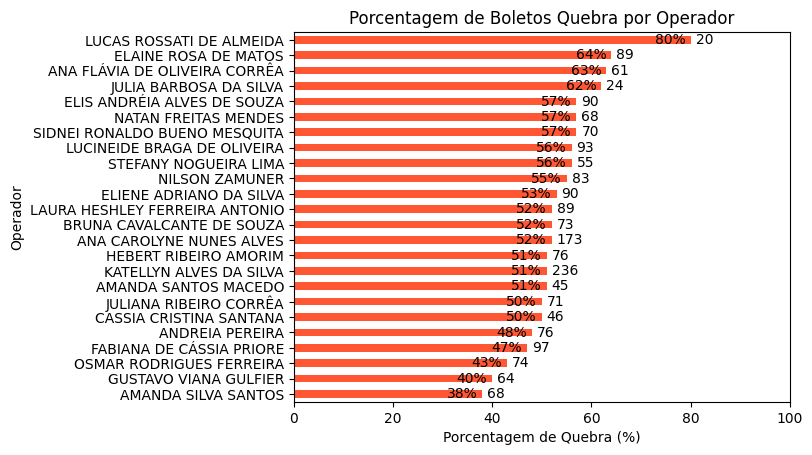 Porcentagem de Boletos Quebra por Operador
LUCAS ROSSATI DE ALMEIDA 80% 20
ELAINE ROSA DE MATOS 64% 89
ANA FLÁVIA DE OLIVEIRA CORRÊA 63% 61
JULIA BARBOSA DA SILVA 62% 24
ELIS ANDRÉIA ALVES DE SOUZA 57% 90
NATAN FREITAS MENDES 57% 68
SIDNEI RONALDO BUENO MESQUITA 57% 70
LUCINEIDE BRAGA DE OLIVEIRA 56% 93
STEFANY NOGUEIRA LIMA 56% 55
NILSON ZAMUNER 55% 83
ELIENE ADRIANO DA SILVA 53% 90
LAURA HESHLEY FERREIRA ANTONIO 52% 89
BRUNA CAVALCANTE DE SOUZA 52% 73
ANA CAROLYNE NUNES ALVES 52% 173
HEBERT RIBEIRO AMORIM 51% 76
KATELLYN ALVES DA SILVA 51% 236
AMANDA SANTOS MACEDO 51% 45
JULIANA RIBEIRO CORRÊA 50% 71
CÁSSIA CRISTINA SANTANA 50% 46
ANDREIA PEREIRA 48% 76
FABIANA DE CÁSSIA PRIORE 47% 97
OSMAR RODRIGUES FERREIRA 43% 74
GUSTAVO VIANA GULFIER 40% 64
AMANDA SILVA SANTOS 38% 68
Operador
0 20 40 60 80 100
Porcentagem de Quebra (%)